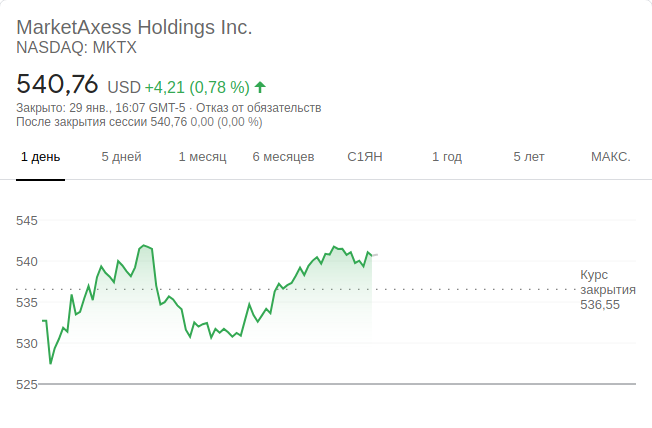 MarketAxess Holdings Inc.
NASDAQ: MKTX
540,76 USD +4,21 (0,78 %)
Закрыто: 29 янв., 16:07 GMT-5 · Отказ от обязательств
После закрытия сессии 540,76 0,00 (0,00 %)
1 день 5 дней 1 месяц 6 месяцев С1ЯН 1 год 5 лет МАКС.
545
540
Курс
закрытия
536,55
535
530
525